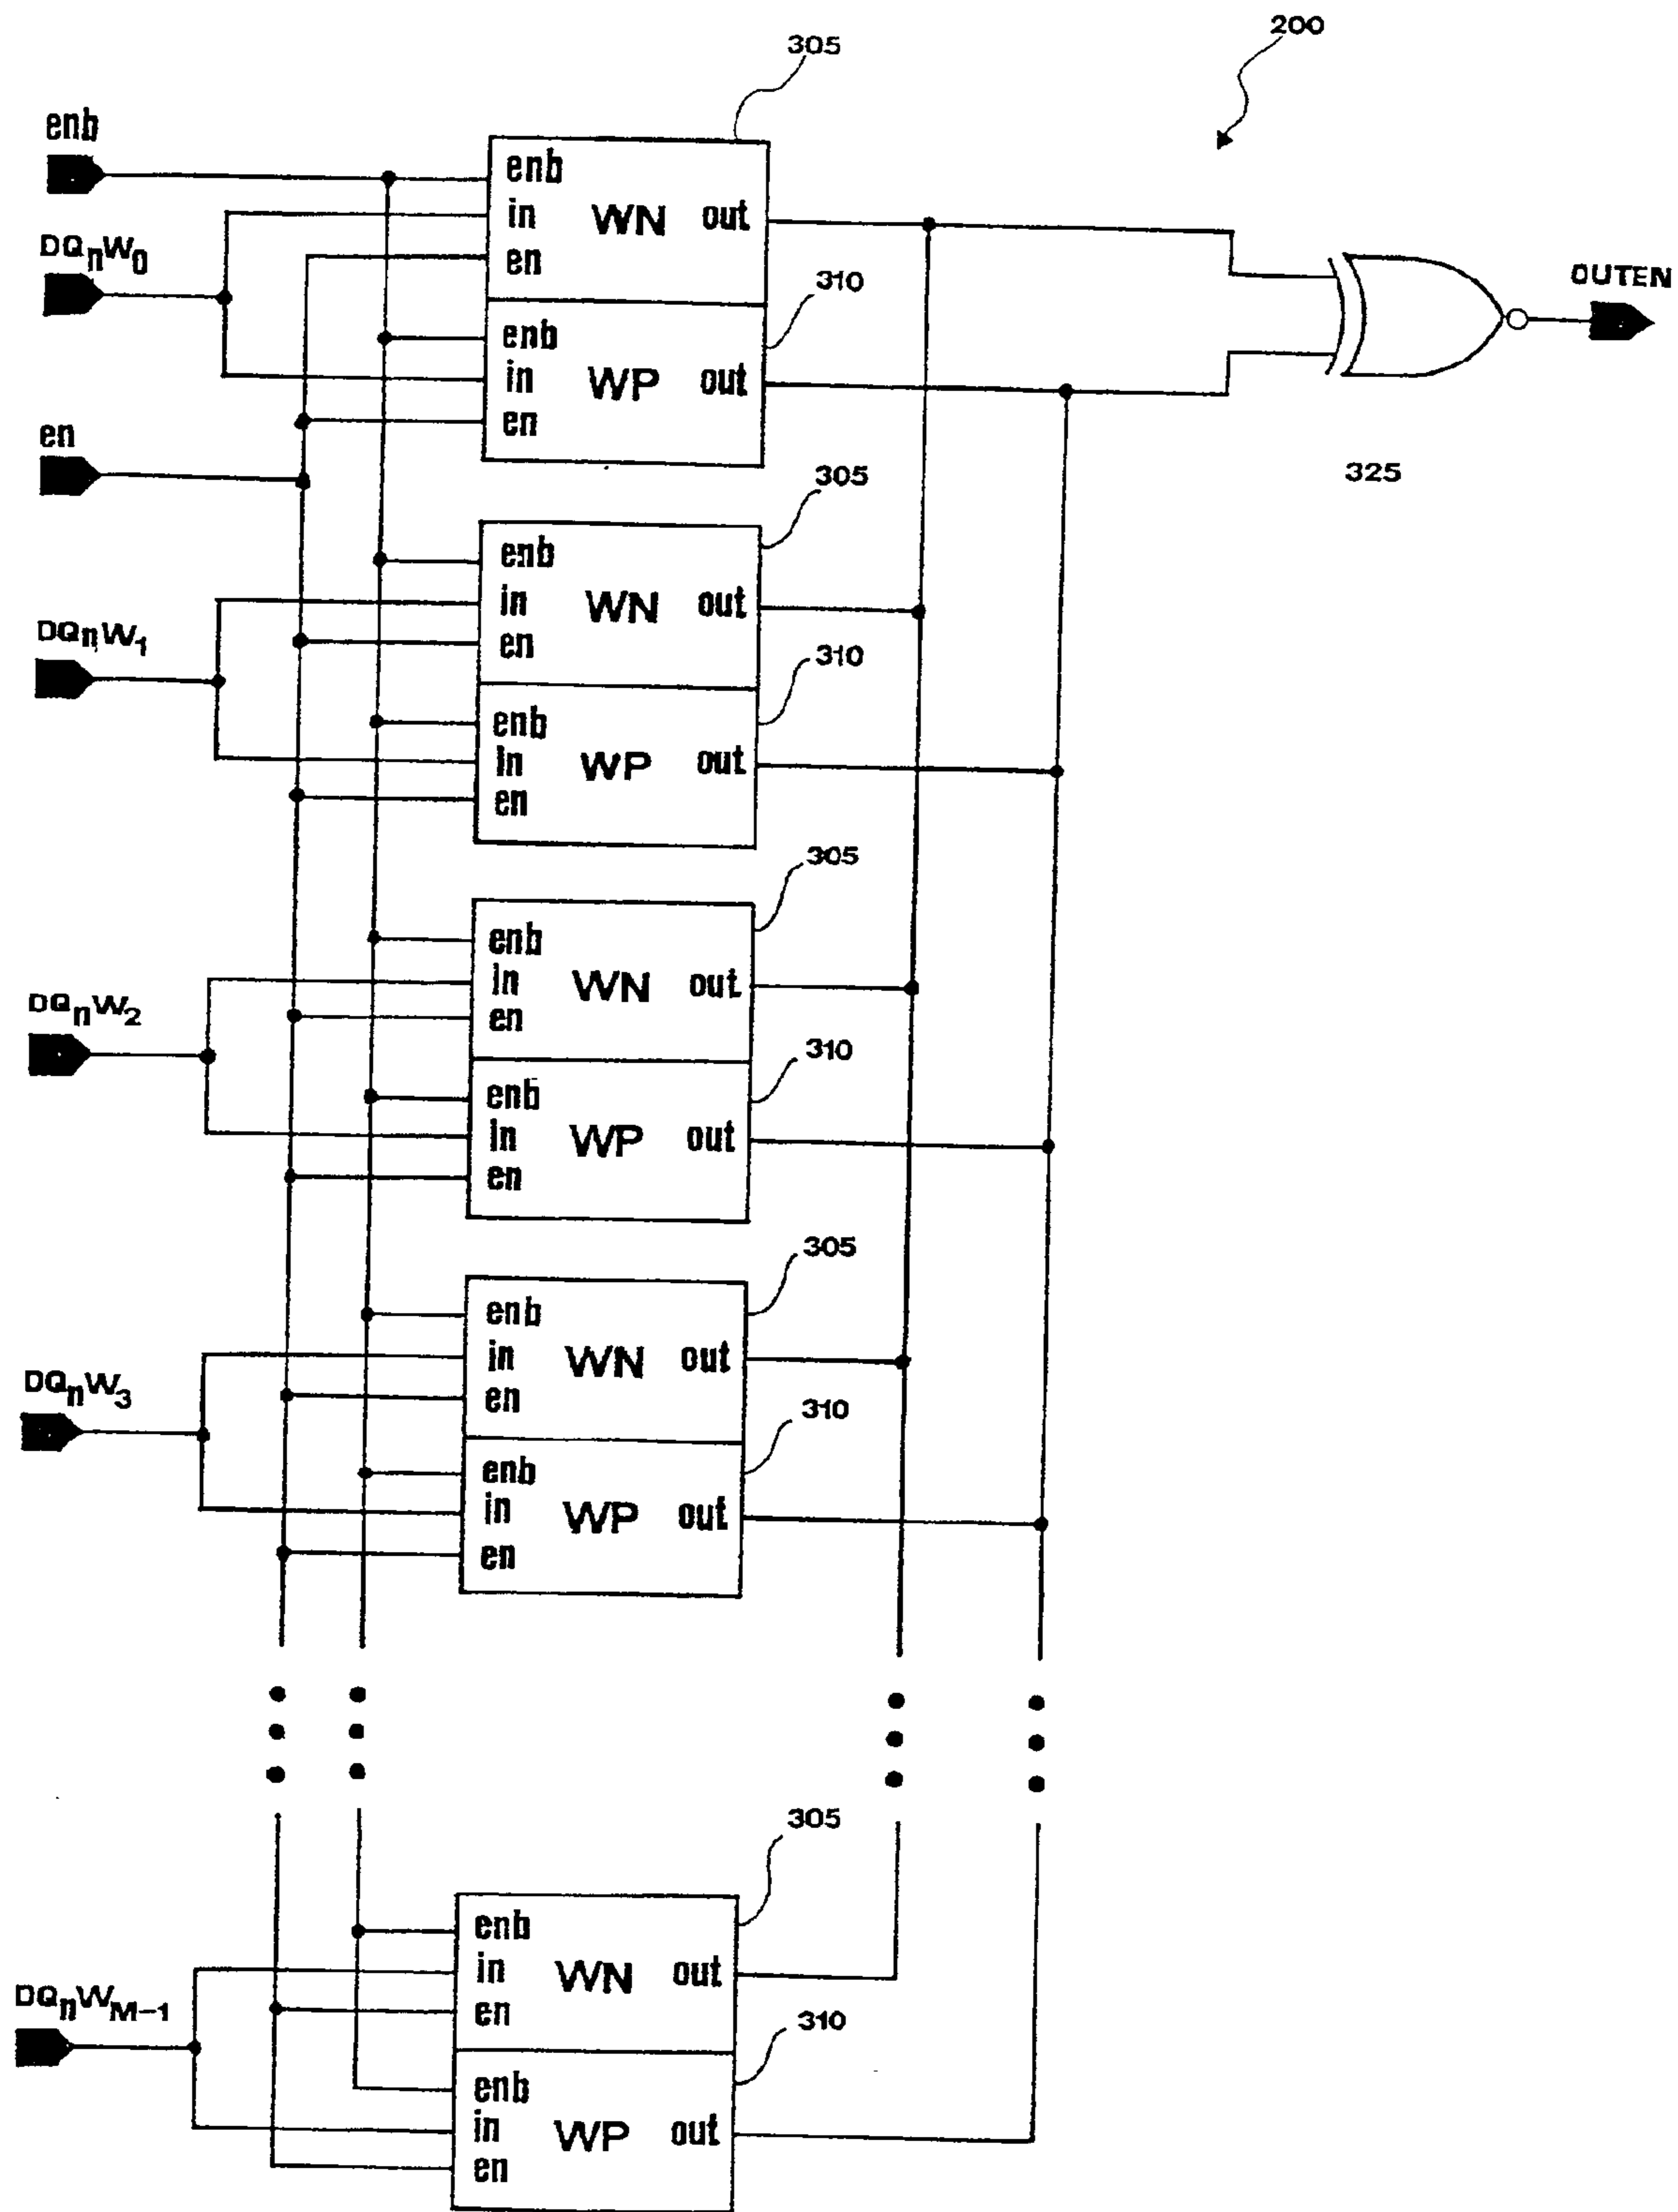 200
305
enb
enb
in WN out
en
DQnW0
OUTEN
310
enb
in WP out
en
en
325
305
enb
in WN out
en
DQnW1
310
enb
in WP out
en
305
enb
in WN out
en
DQnW2
310
enb
in WP out
en
305
enb
in WN out
en
DQnW3
310
enb
in WP out
en
305
enb
in WN out
en
DQnWM-1
310
enb
in WP out
en